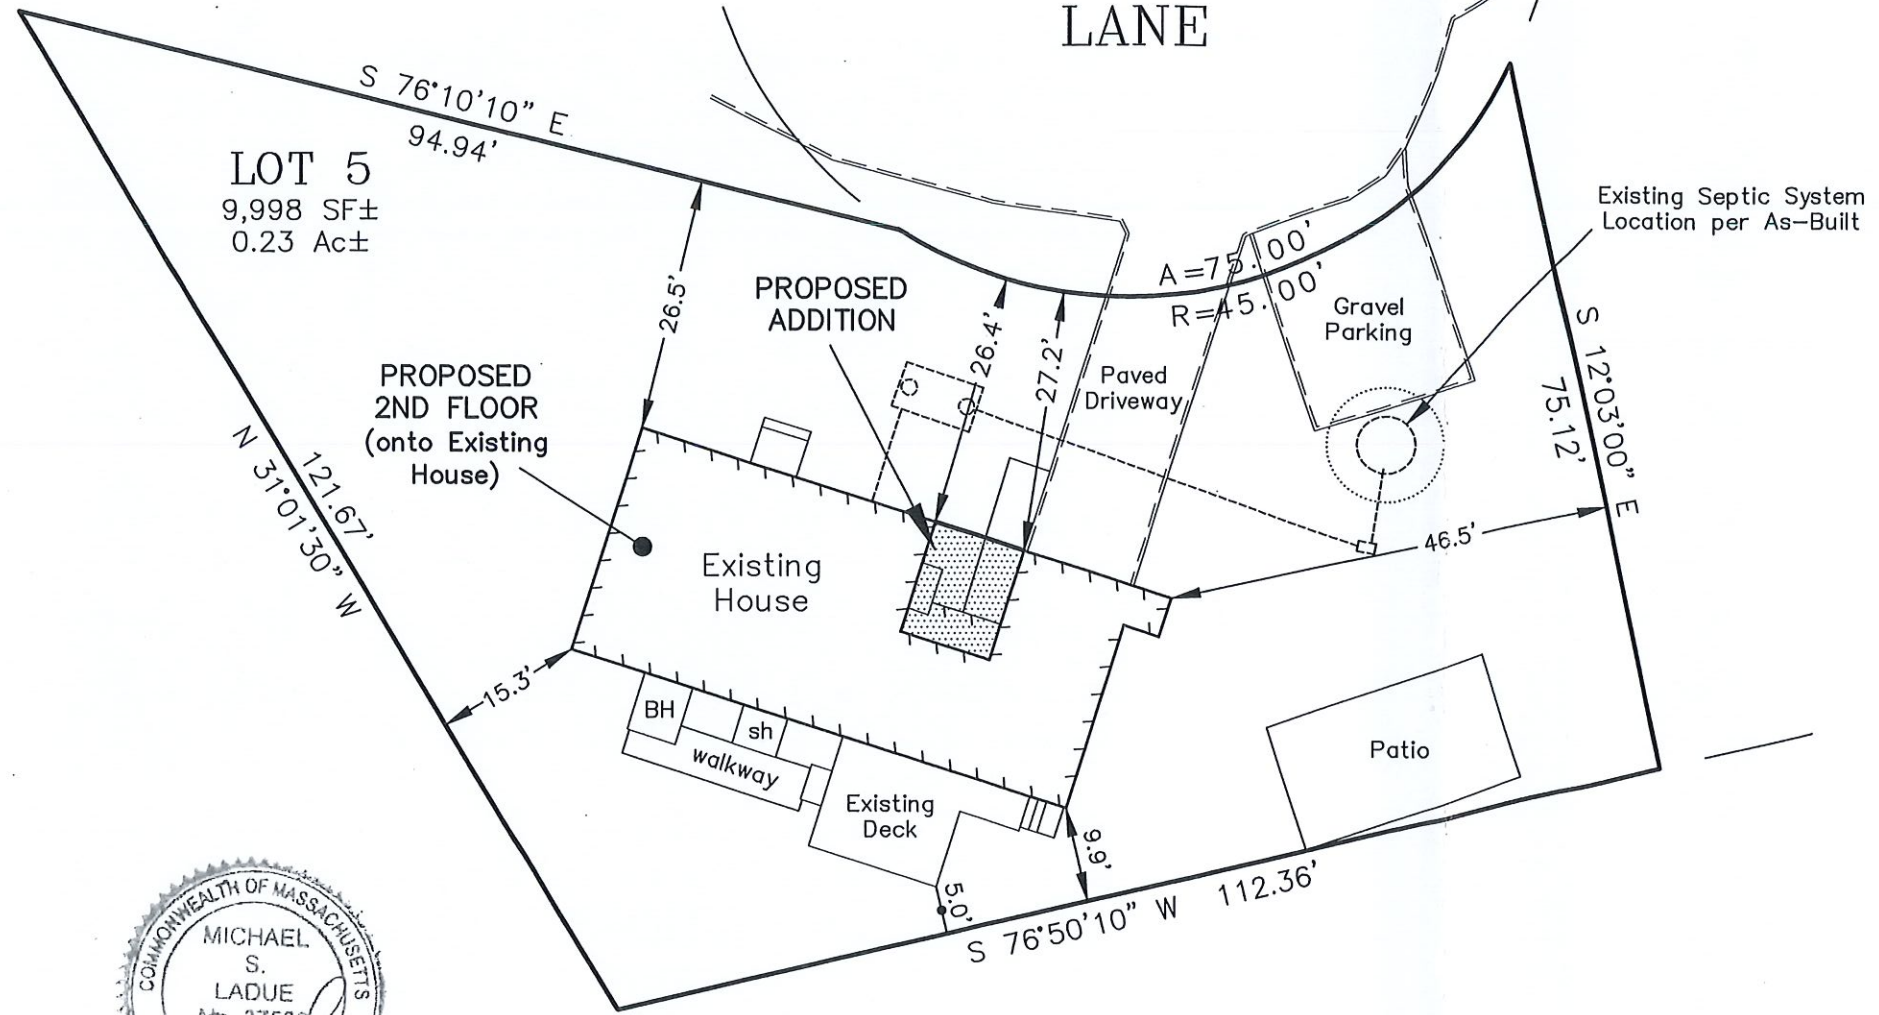 LANE
S 76°10'10" E
94.94'
LOT 5
9,998 SF±
0.23 Ac±
Existing Septic System
Location per As-Built
A=75.00'
R=45.00'
Gravel
Parking
PROPOSED
ADDITION
26.5'
26.4'
27.2'
Paved
Driveway
S 12°03'00" E
75.12'
PROPOSED
2ND FLOOR
(onto Existing
House)
N 31°01'30" W
121.67'
Existing
House
46.5'
15.3'
BH
sh
walkway
Existing
Deck
Patio
9.9'
5.0'
S 76°50'10" W 112.36'
COMMONWEALTH OF MASSACHUSETTS
MICHAEL
S.
LADUE